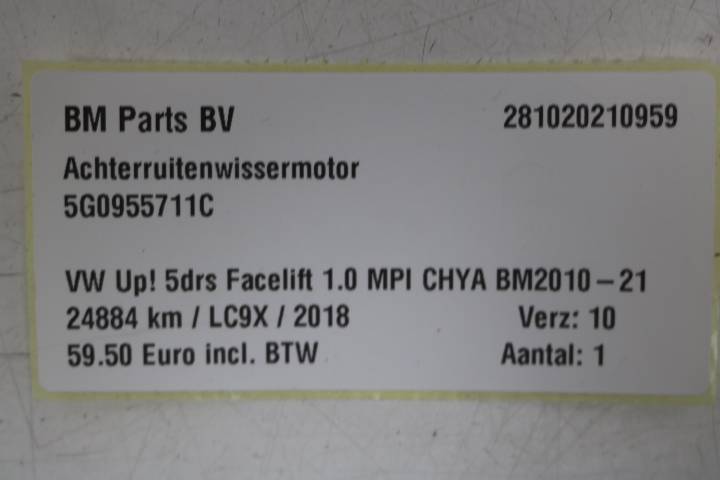 BM Parts BV 281020210959
Achterruitenwissermotor
5G0955711C
VW Up! 5drs Facelift 1.0 MPI CHYA BM2010-21
24884 km / LC9X / 2018 Verz: 10
59.50 Euro incl. BTW Aantal: 1